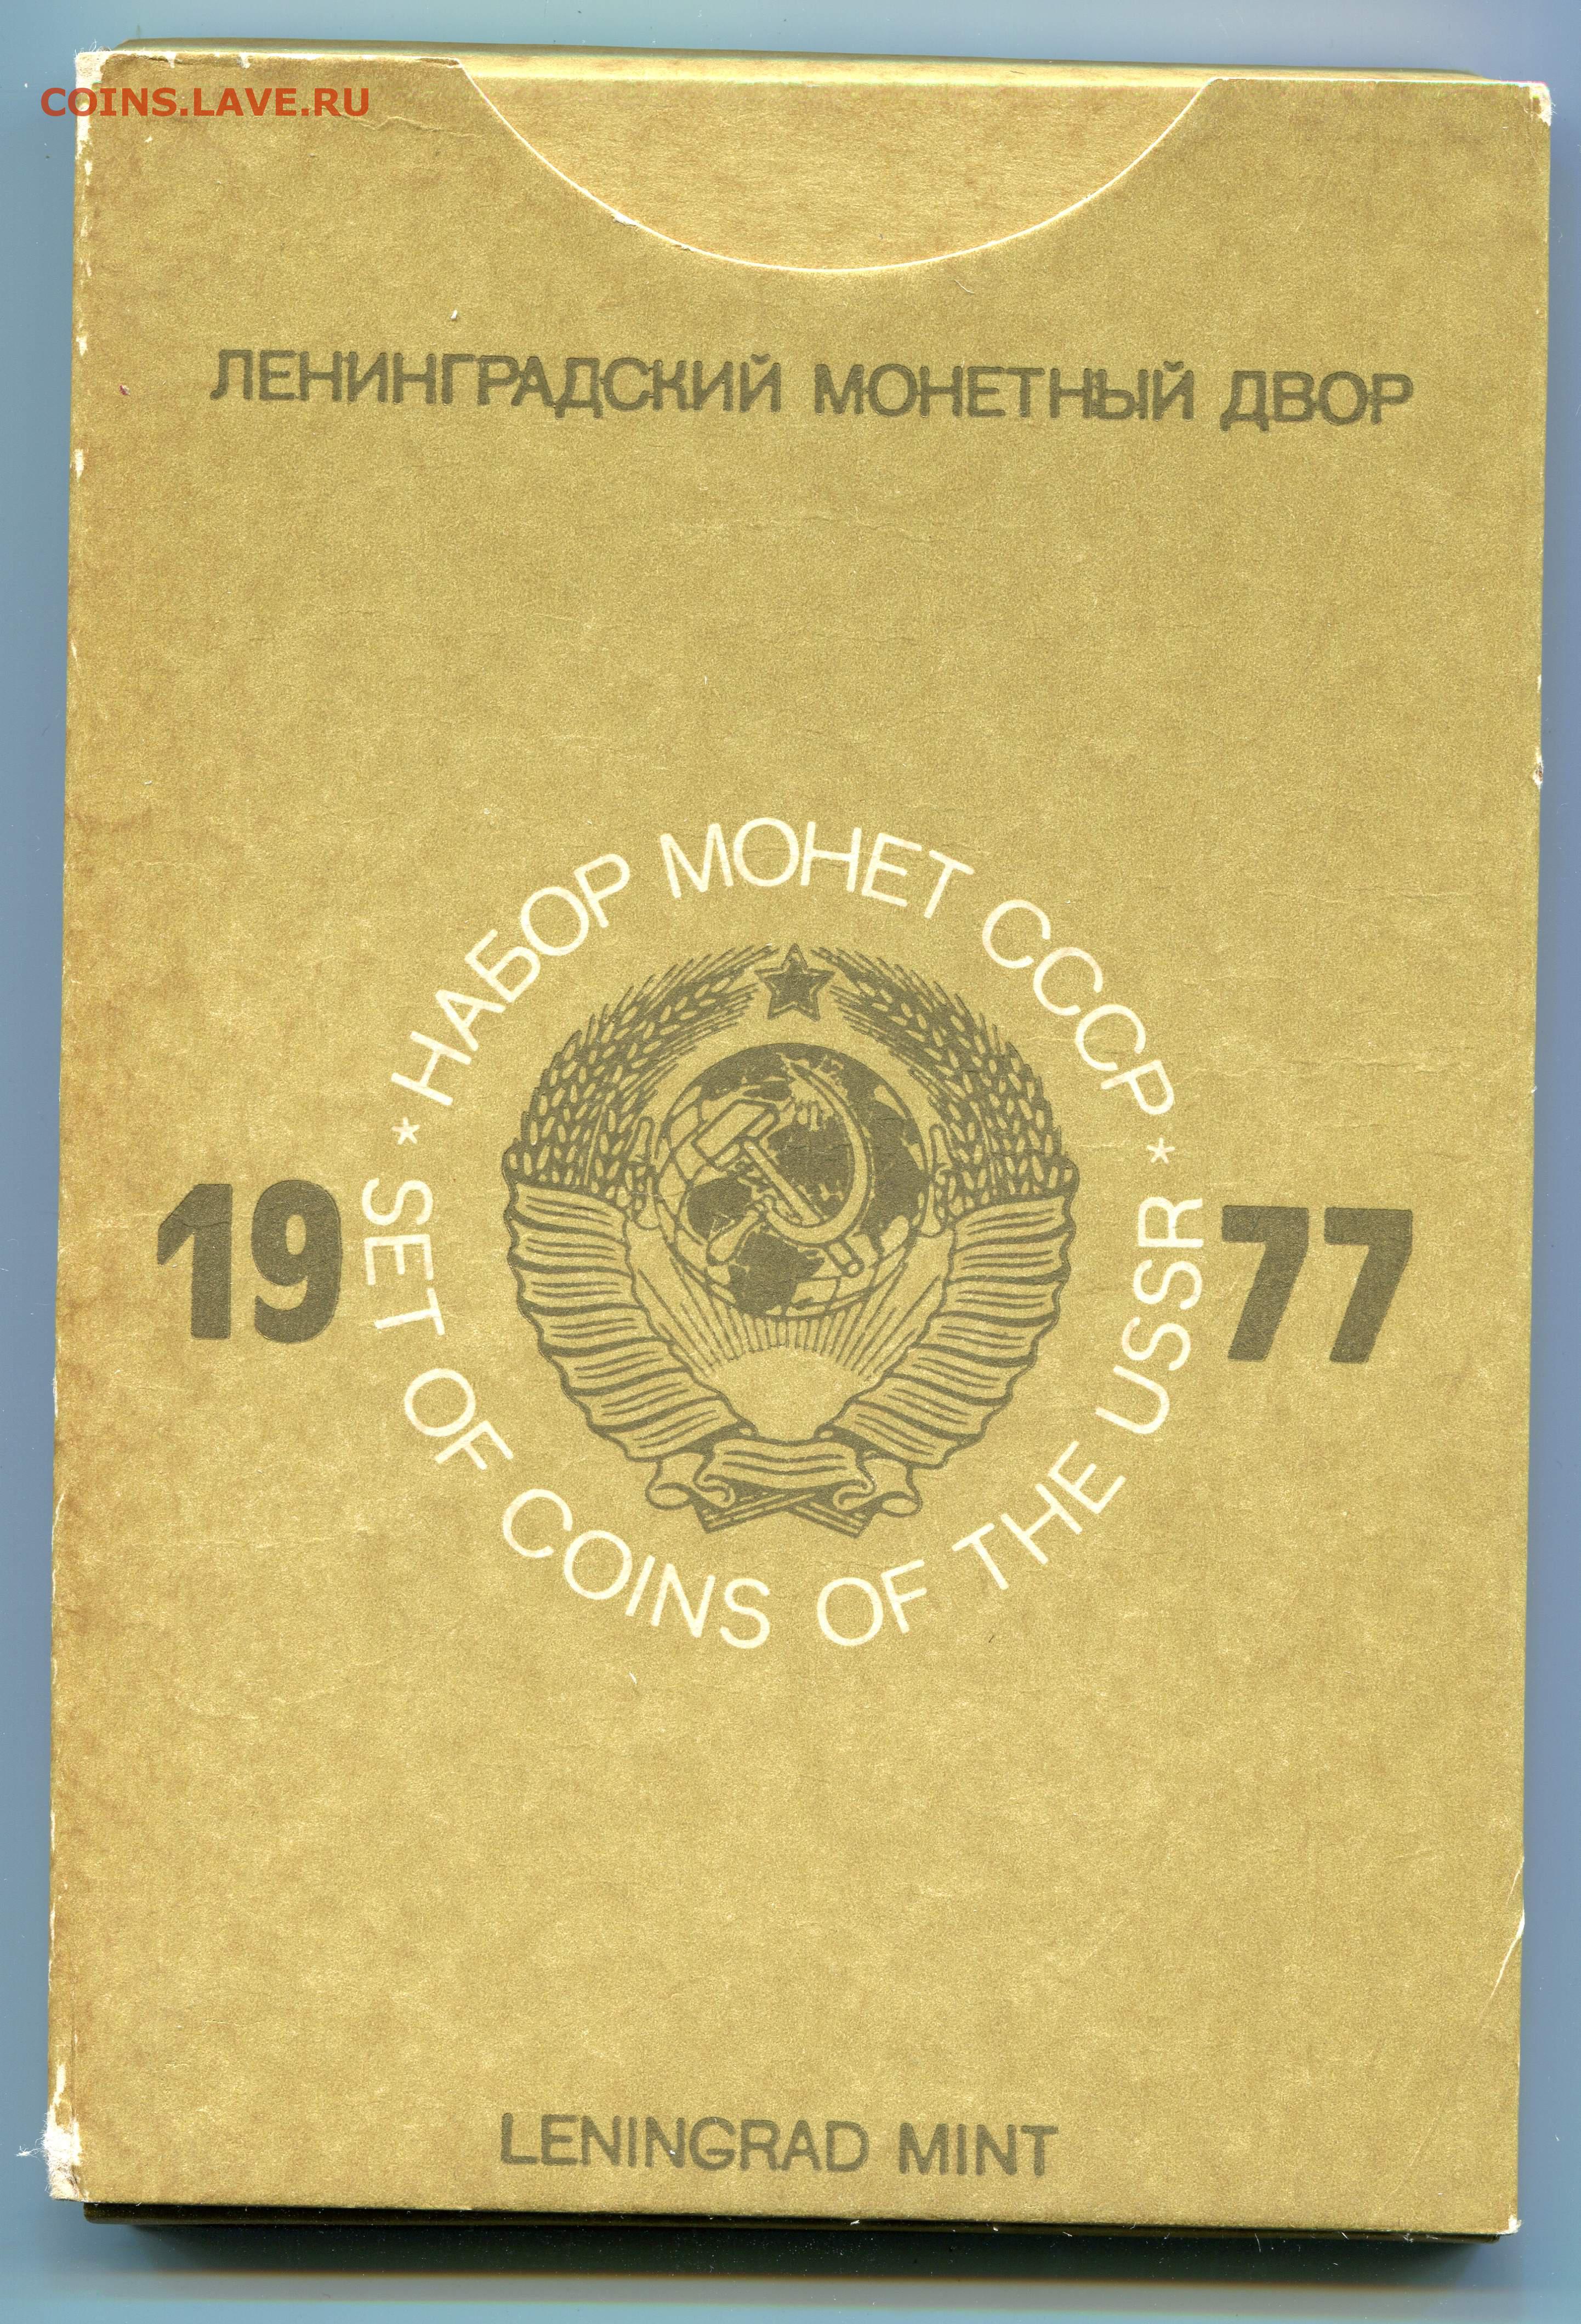 COINS.LAVE.RU
ЛЕНИНГРАДСКИЙ МОНЕТНЫЙ ДВОР
* НАБОР МОНЕТ СССР *
19
77
SET OF COINS OF THE USSR
LENINGRAD MINT